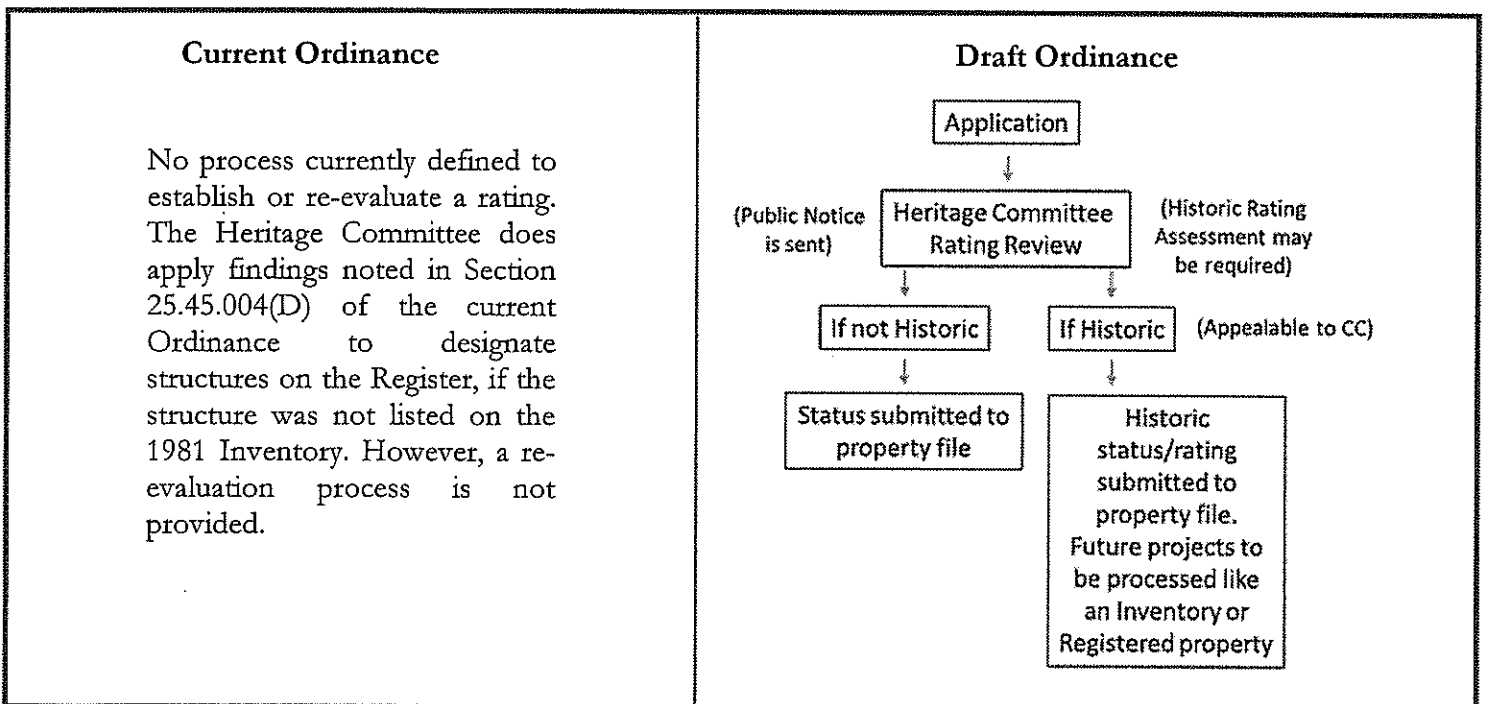 Current Ordinance
No process currently defined to
establish or re-evaluate a rating.
The Heritage Committee does
apply findings noted in Section
25.45.004(D) of the current
Ordinance to designate
structures on the Register, if the
structure was not listed on the
1981 Inventory. However, a re-
evaluation process is not
provided.
Draft Ordinance
Application
(Public Notice
is sent)
Heritage Committee
Rating Review
(Historic Rating
Assessment may
be required)
If not Historic
If Historic
(Appealable to CC)
Status submitted to
property file
Historic
status/rating
submitted to
property file.
Future projects to
be processed like
an Inventory or
Registered property